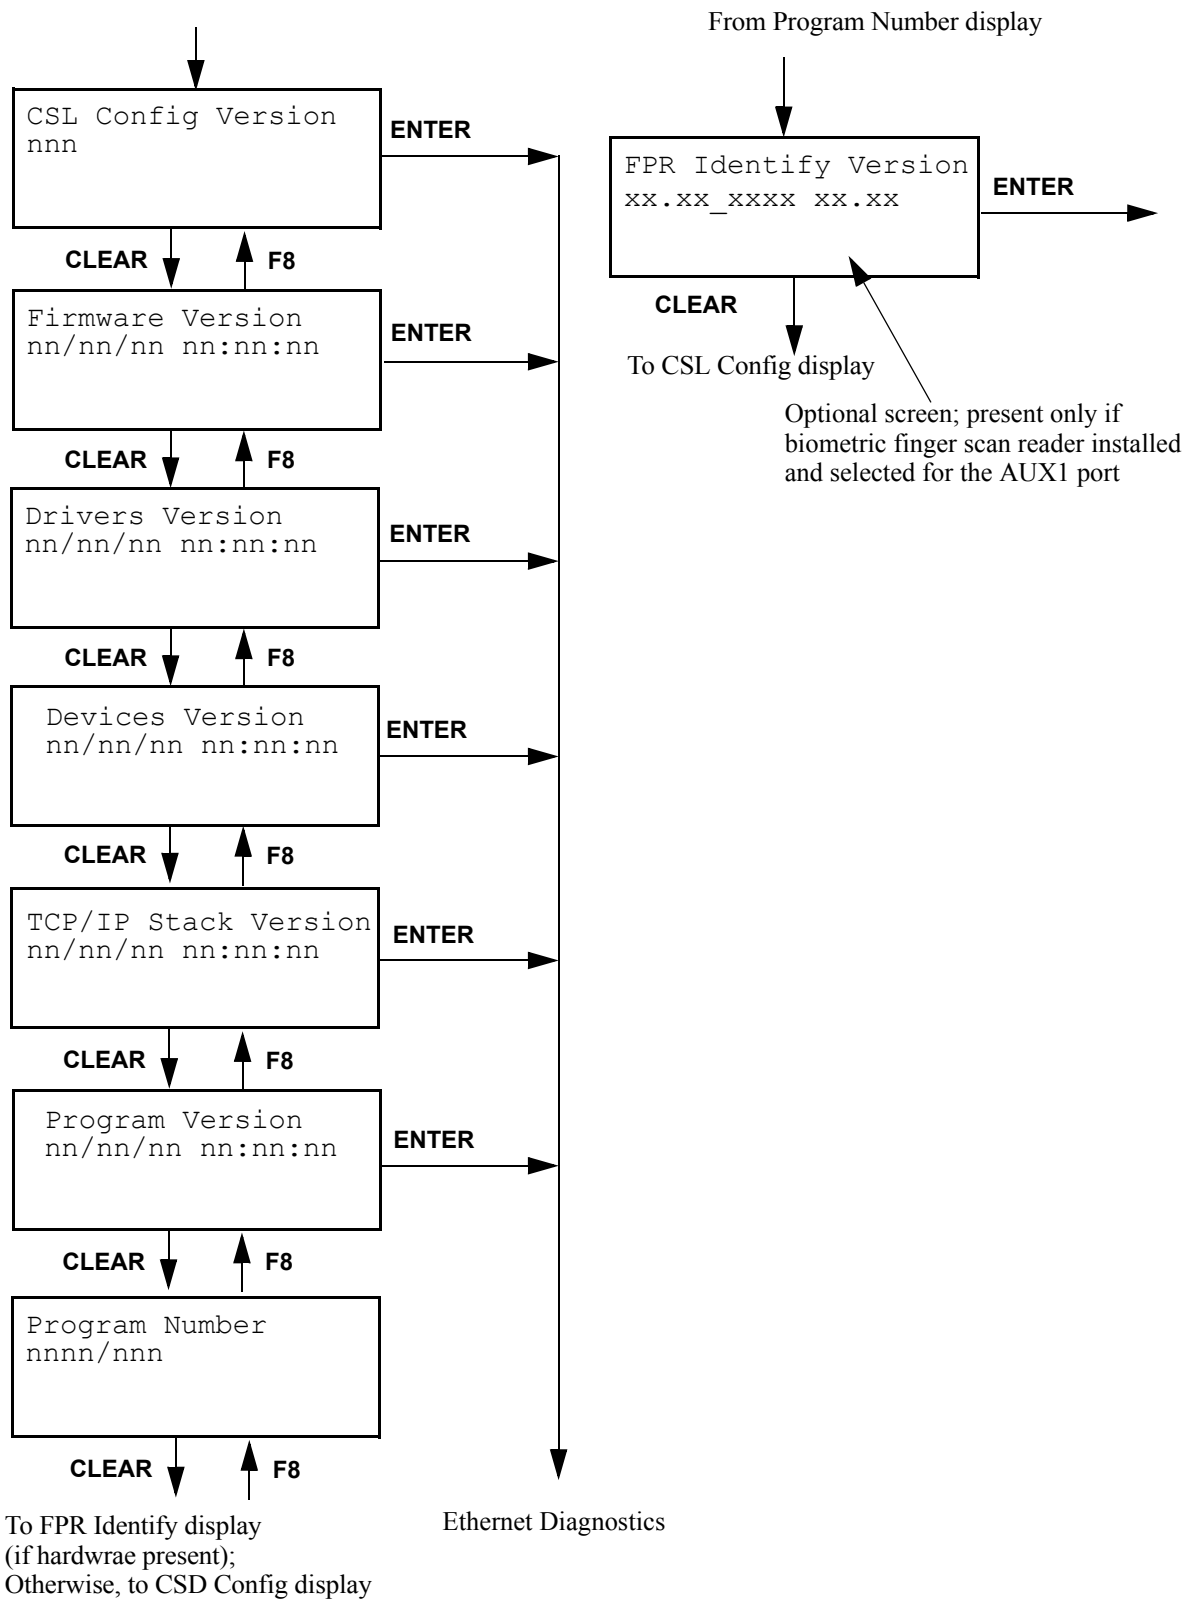 CSL Config Version
nnn
ENTER
CLEAR
F8
Firmware Version
nn/nn/nn nn:nn:nn
ENTER
CLEAR
F8
Drivers Version
nn/nn/nn nn:nn:nn
ENTER
CLEAR
F8
Devices Version
nn/nn/nn nn:nn:nn
ENTER
CLEAR
F8
TCP/IP Stack Version
nn/nn/nn nn:nn:nn
ENTER
CLEAR
F8
Program Version
nn/nn/nn nn:nn:nn
ENTER
CLEAR
F8
Program Number
nnnn/nnn
CLEAR
F8
To FPR Identify display
(if hardwrae present);
Otherwise, to CSD Config display
Ethernet Diagnostics
From Program Number display
FPR Identify Version
xx.xx_xxxx xx.xx
ENTER
CLEAR
To CSL Config display
Optional screen; present only if
biometric finger scan reader installed
and selected for the AUX1 port